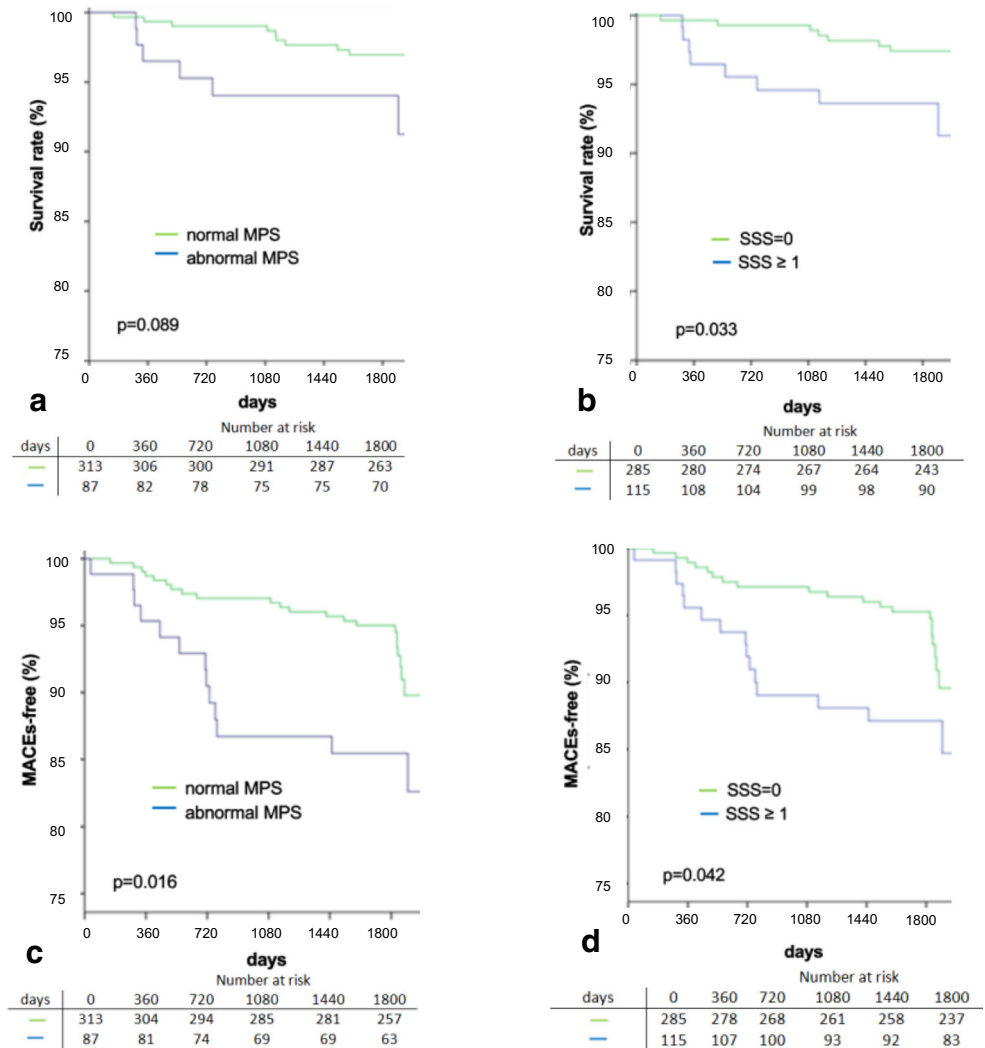 100
95
90
85
80
75
Survival rate (%)
normal MPS
abnormal MPS
p=0.089
0 360 720 1080 1440 1800
days
a
Number at risk
days 0 360 720 1080 1440 1800
313 306 300 291 287 263
87 82 78 75 75 70
100
95
90
85
80
75
Survival rate (%)
SSS=0
SSS ≥ 1
p=0.033
0 360 720 1080 1440 1800
days
b
Number at risk
days 0 360 720 1080 1440 1800
285 280 274 267 264 243
115 108 104 99 98 90
100
95
90
85
80
75
MACEs-free (%)
normal MPS
abnormal MPS
p=0.016
0 360 720 1080 1440 1800
days
c
Number at risk
days 0 360 720 1080 1440 1800
313 304 294 285 281 257
87 81 74 69 69 63
100
95
90
85
80
75
MACEs-free (%)
SSS=0
SSS ≥ 1
p=0.042
0 360 720 1080 1440 1800
days
d
Number at risk
days 0 360 720 1080 1440 1800
285 278 268 261 258 237
115 107 100 93 92 83